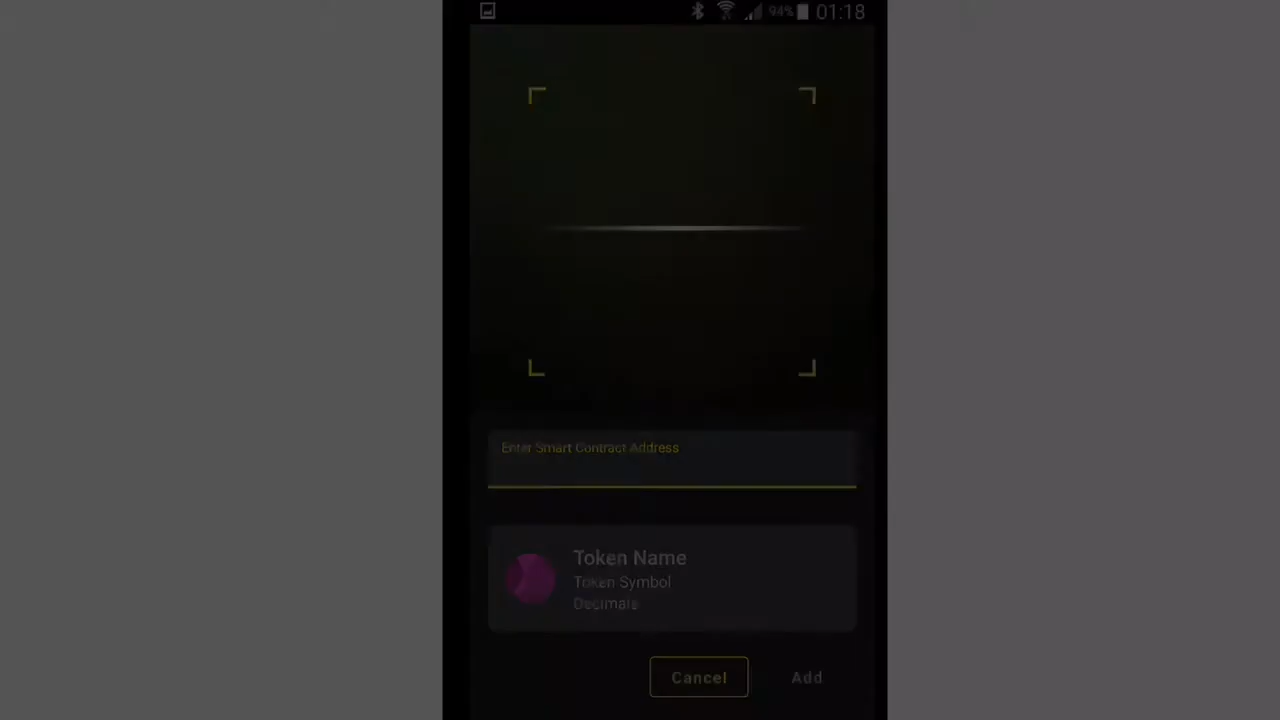 94% 01:18
Enter Smart Contract Address
Token Name
Token Symbol
Decimals
Cancel Add